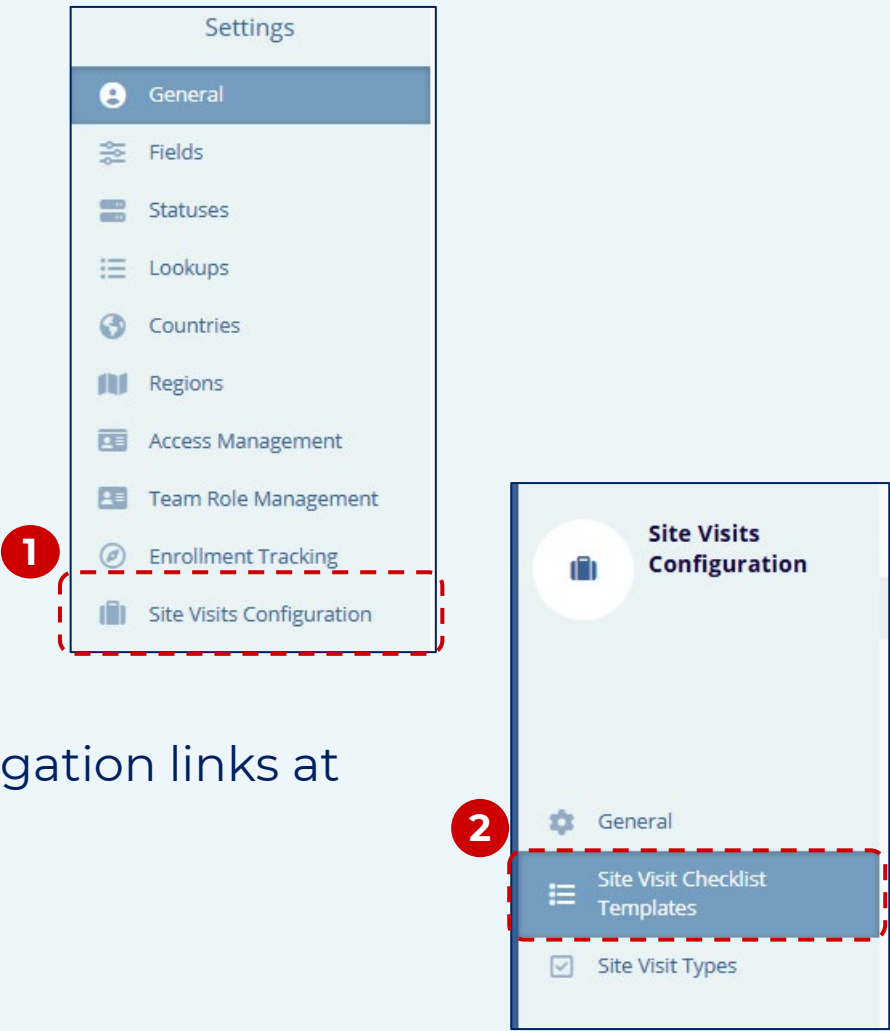 Settings
General
Fields
Statuses
Lookups
Countries
Regions
Access Management
Team Role Management
1
Enrollment Tracking
Site Visits Configuration
gation links at
Site Visits
Configuration
2
General
Site Visit Checklist
Templates
Site Visit Types